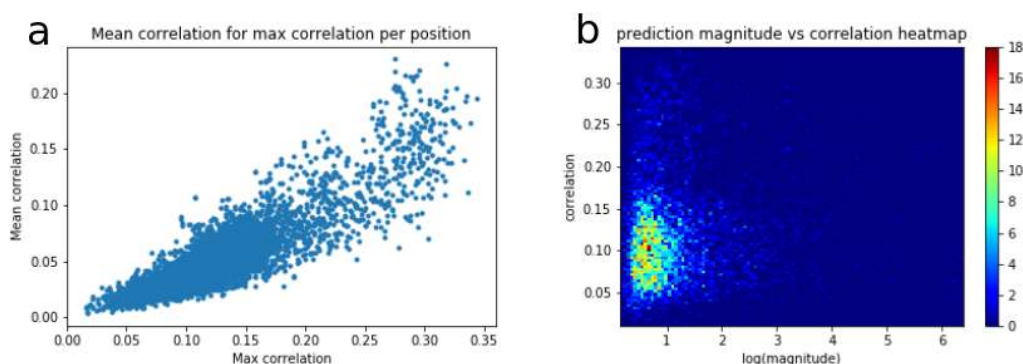 a
Mean correlation for max correlation per position
Mean correlation
0.20
0.15
0.10
0.05
0.00
0.00 0.05 0.10 0.15 0.20 0.25 0.30 0.35
Max correlation
b
prediction magnitude vs correlation heatmap
correlation
0.30
0.25
0.20
0.15
0.10
0.05
1 2 3 4 5 6
log(magnitude)
18
16
14
12
10
8
6
4
2
0